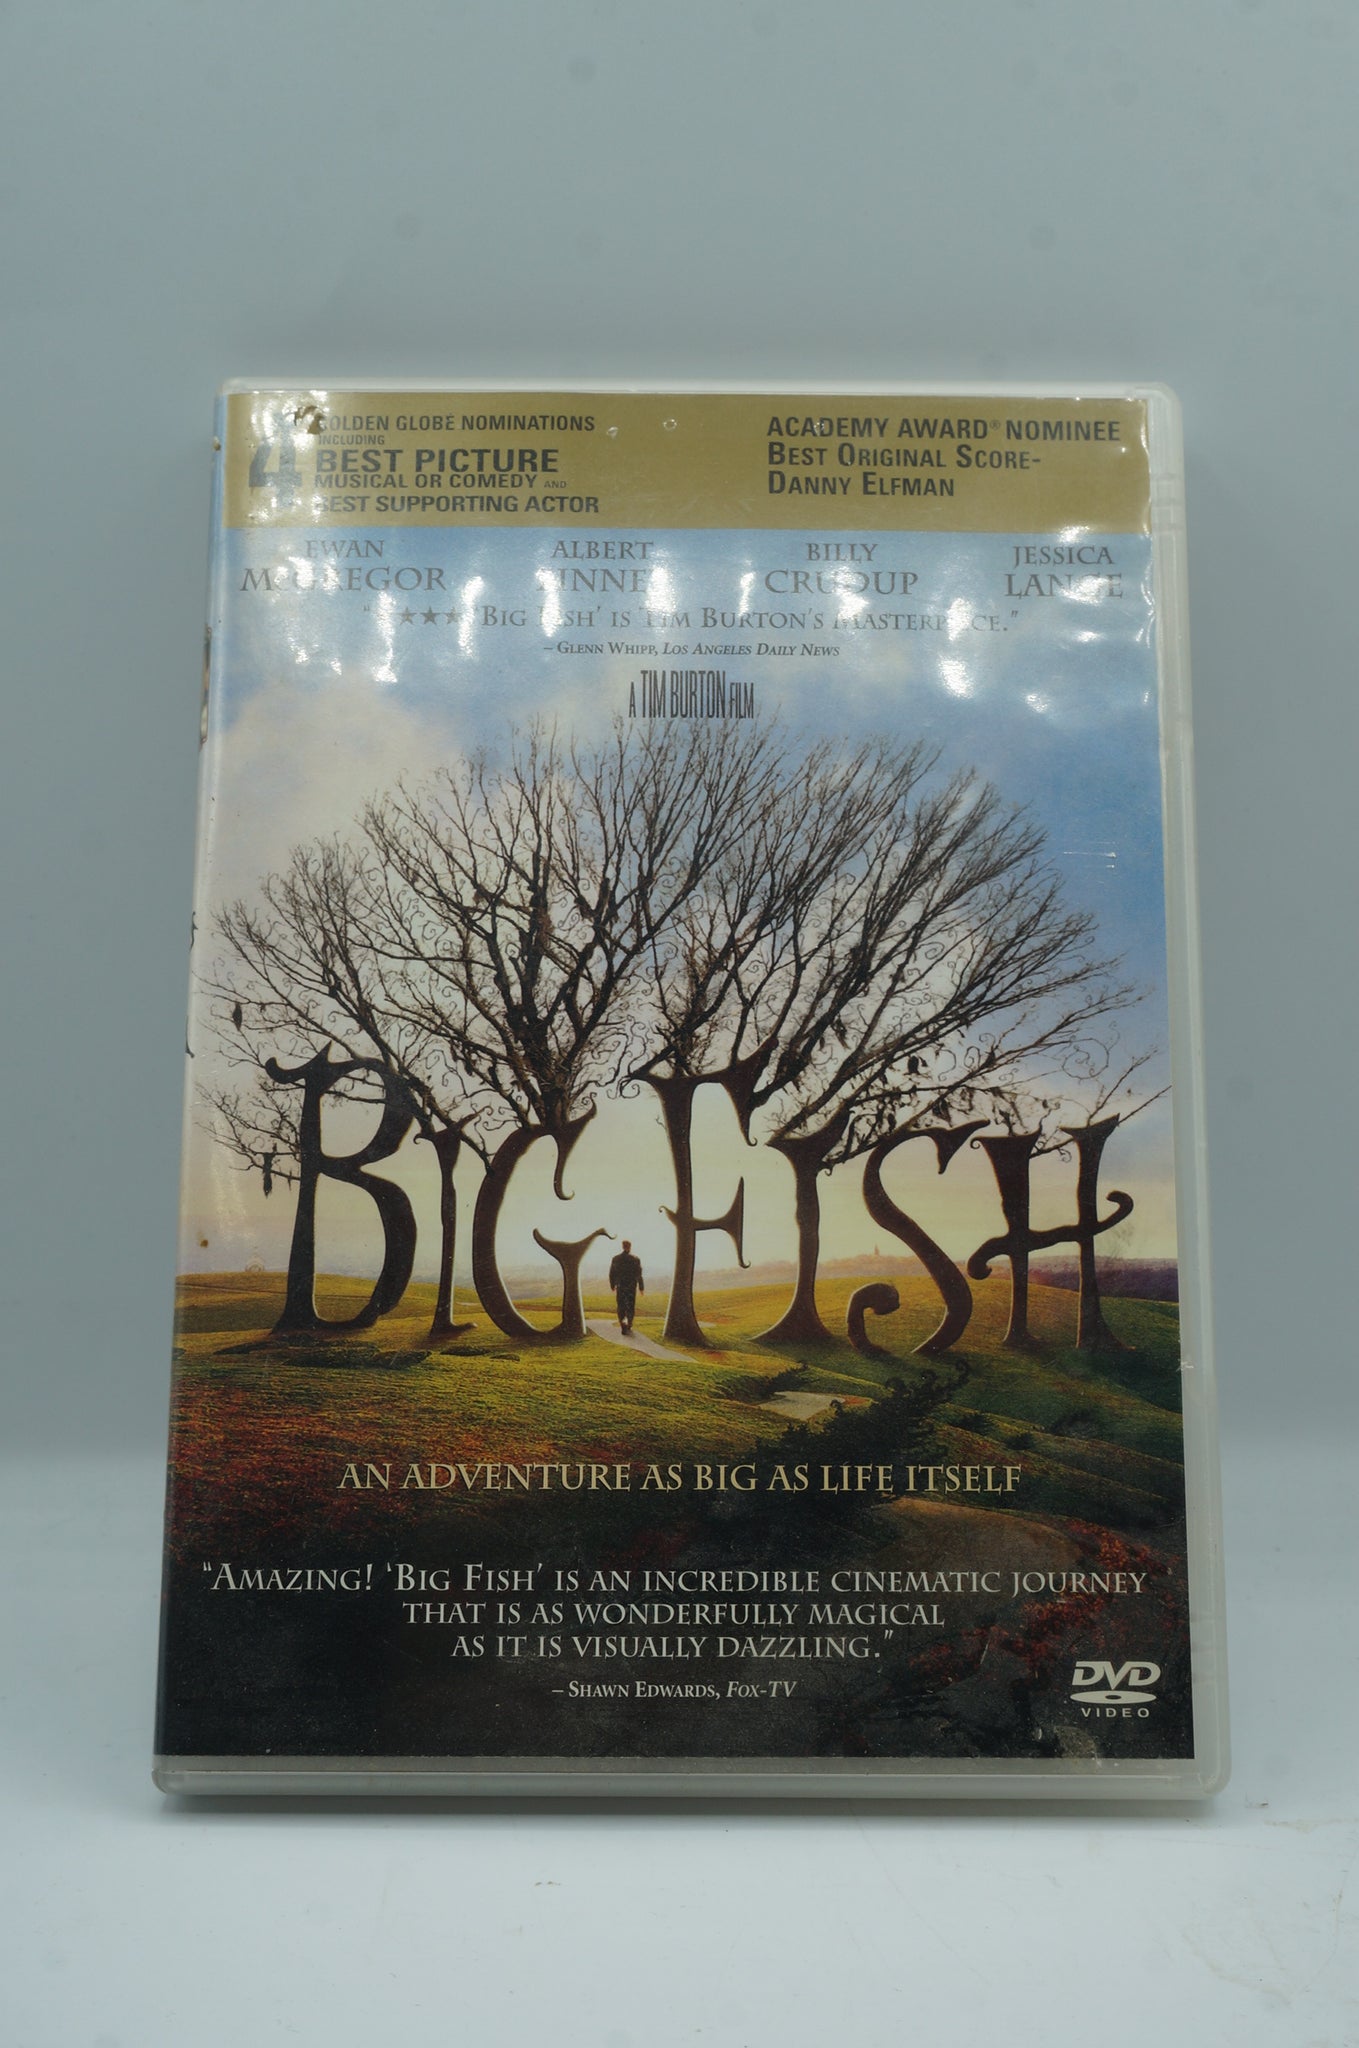 4 GOLDEN GLOBE NOMINATIONS
INCLUDING
BEST PICTURE
MUSICAL OR COMEDY AND
BEST SUPPORTING ACTOR
ACADEMY AWARD® NOMINEE
BEST ORIGINAL SCORE-
DANNY ELFMAN
EWAN McGREGOR
ALBERT FINNEY
BILLY CRUDUP
JESSICA LANGE
"★★★ 'BIG FISH' IS TIM BURTON'S MASTERPIECE."
– GLENN WHIPP, LOS ANGELES DAILY NEWS
A TIM BURTON FILM
BIG FISH
AN ADVENTURE AS BIG AS LIFE ITSELF
"AMAZING! 'BIG FISH' IS AN INCREDIBLE CINEMATIC JOURNEY
THAT IS AS WONDERFULLY MAGICAL
AS IT IS VISUALLY DAZZLING."
– SHAWN EDWARDS, FOX-TV
DVD
VIDEO